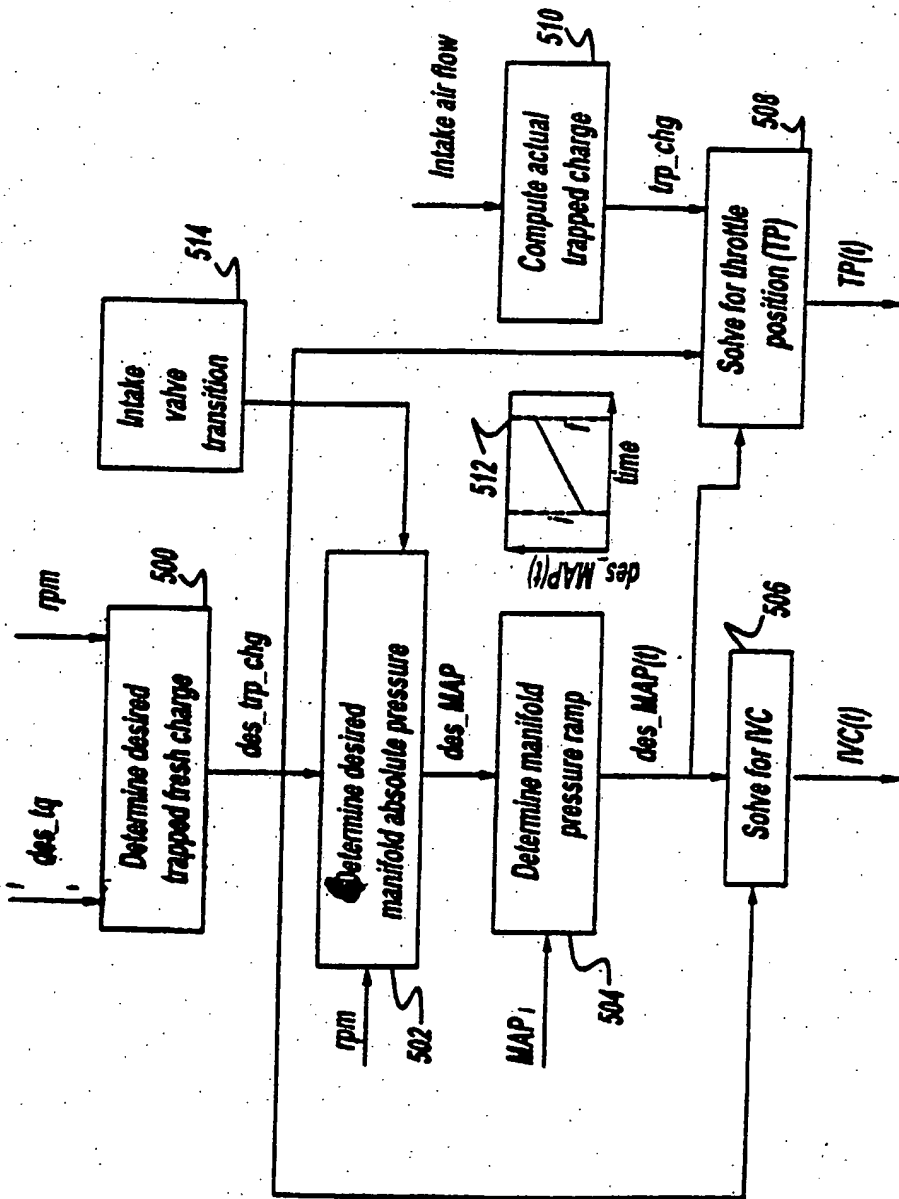 des_tq
rpm
Determine desired
trapped fresh charge
500
des_trp_chg
Intake
valve
transition
514
rpm
Determine desired
manifold absolute pressure
502
des_MAP
MAP i
Determine manifold
pressure ramp
504
des_MAP(t)
des_MAP(t)
i
f
time
512
Intake air flow
Compute actual
trapped charge
510
trp_chg
Solve for IVC
506
IVC(t)
Solve for throttle
position (TP)
508
TP(t)